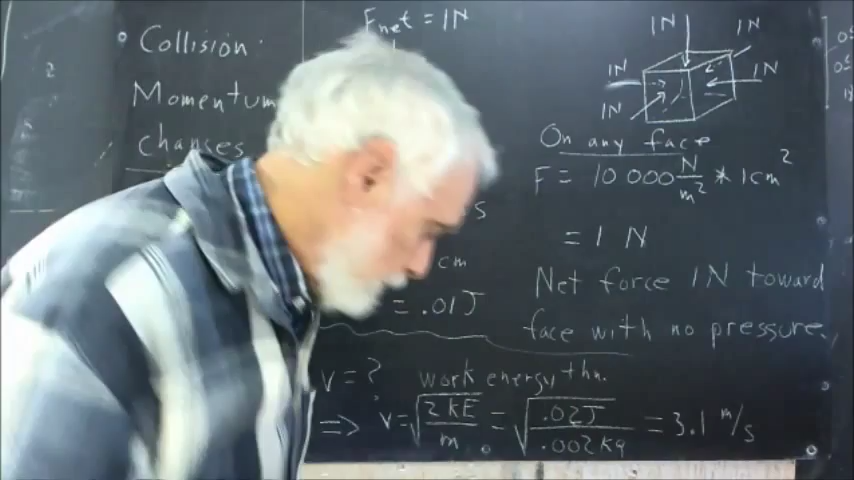 Collision:
Momentum
changes
Fnet = 1N
1N
1N
1N
1N
1N
On any face
F = 10 000 N/m² * 1cm²
= 1 N
s
cm
Net force 1N toward
= .01J
face with no pressure.
v = ? work energy thm.
⇒ v = √(2KE/m) = √(.02J/.002Kg) = 3.1 m/s